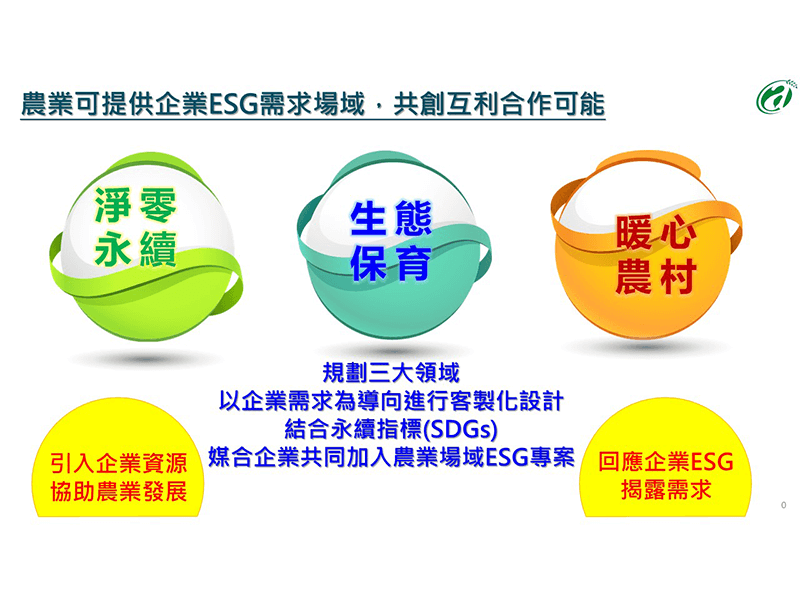 農業可提供企業ESG需求場域，共創互利合作可能
淨零
永續
生態
保育
暖心
農村
規劃三大領域
以企業需求為導向進行客製化設計
結合永續指標(SDGs)
媒合企業共同加入農業場域ESG專案
引入企業資源
協助農業發展
回應企業ESG
揭露需求
0